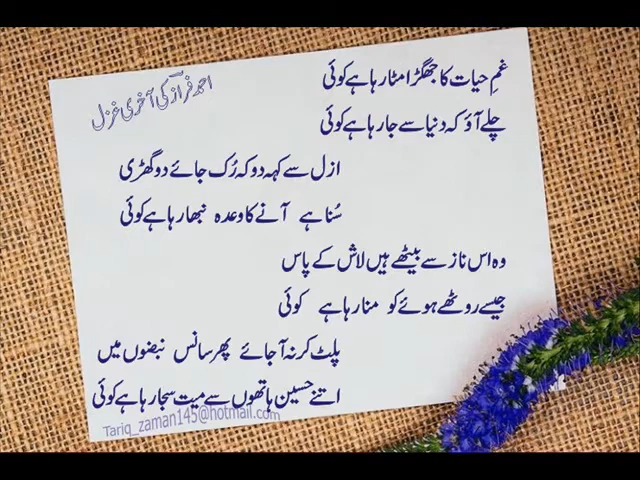 احمد فرازؔ کی آخری غزل
غمِ حیات کا جھگڑا مٹا رہا ہے کوئی
چلے آؤ کہ دنیا سے جا رہا ہے کوئی
ازل سے کہہ دو کہ رُک جائے دو گھڑی
سُنا ہے آنے کا وعدہ نبھا رہا ہے کوئی
وہ اس ناز سے بیٹھے ہیں لاش کے پاس
جیسے روٹھے ہوئے کو منا رہا ہے کوئی
پلٹ کر نہ آ جائے پھر سانس نبضوں میں
اتنے حسین ہاتھوں سے میت سجا رہا ہے کوئی
Tariq_zaman145@hotmail.com